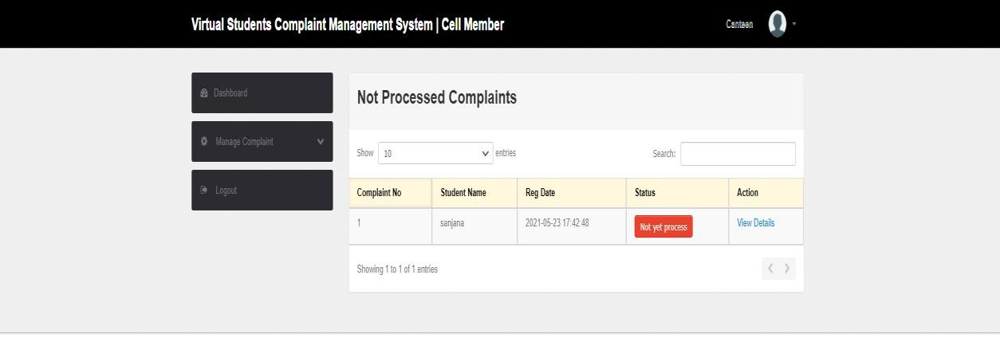 Virtual Students Complaint Management System | Cell Member
Canteen
Dashboard
Manage Complaint
Logout
Not Processed Complaints
Show 10 entries
Search:
Complaint No Student Name Reg Date Status Action
1 sanjana 2021-05-23 17:42:48 Not yet process View Details
Showing 1 to 1 of 1 entries